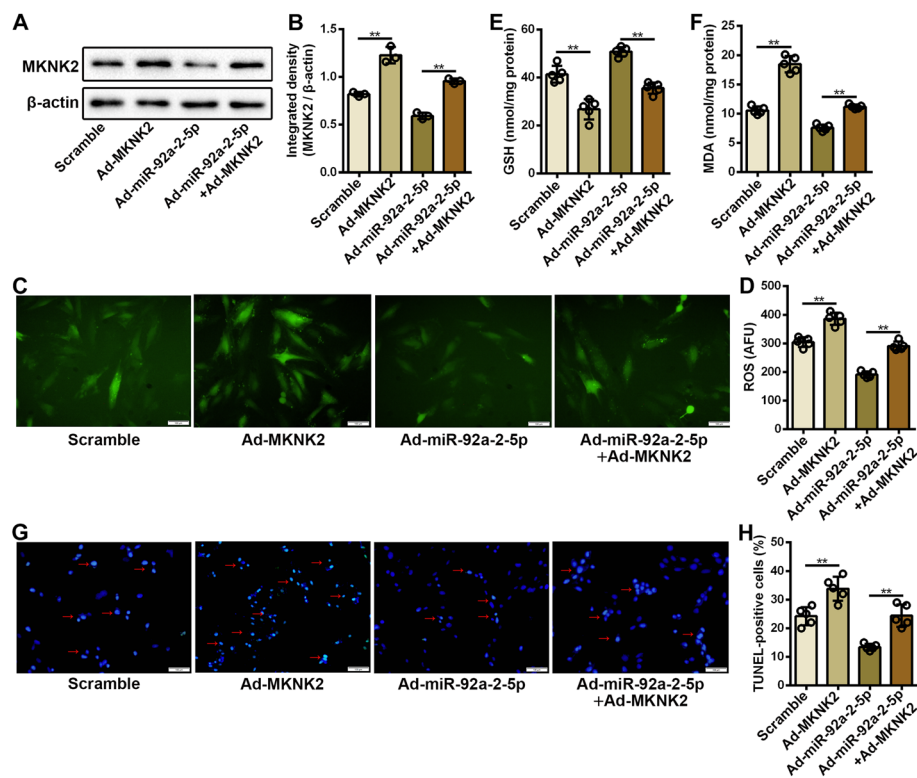 A
MKNK2
β-actin
Scramble
Ad-MKNK2
Ad-miR-92a-2-5p
Ad-miR-92a-2-5p
+Ad-MKNK2
B
Integrated density
(MKNK2 / β-actin)
1.5
1.0
0.5
0.0
**
**
Scramble
Ad-MKNK2
Ad-miR-92a-2-5p
Ad-miR-92a-2-5p
+Ad-MKNK2
E
GSH (nmol/mg protein)
60
40
20
0
**
**
Scramble
Ad-MKNK2
Ad-miR-92a-2-5p
Ad-miR-92a-2-5p
+Ad-MKNK2
F
MDA (nmol/mg protein)
25
20
15
10
5
0
**
**
Scramble
Ad-MKNK2
Ad-miR-92a-2-5p
Ad-miR-92a-2-5p
+Ad-MKNK2
C
Scramble
Ad-MKNK2
Ad-miR-92a-2-5p
Ad-miR-92a-2-5p
+Ad-MKNK2
D
ROS (AFU)
500
400
300
200
100
0
**
**
Scramble
Ad-MKNK2
Ad-miR-92a-2-5p
Ad-miR-92a-2-5p
+Ad-MKNK2
G
Scramble
Ad-MKNK2
Ad-miR-92a-2-5p
Ad-miR-92a-2-5p
+Ad-MKNK2
H
TUNEL-positive cells (%)
50
40
30
20
10
0
**
**
Scramble
Ad-MKNK2
Ad-miR-92a-2-5p
Ad-miR-92a-2-5p
+Ad-MKNK2